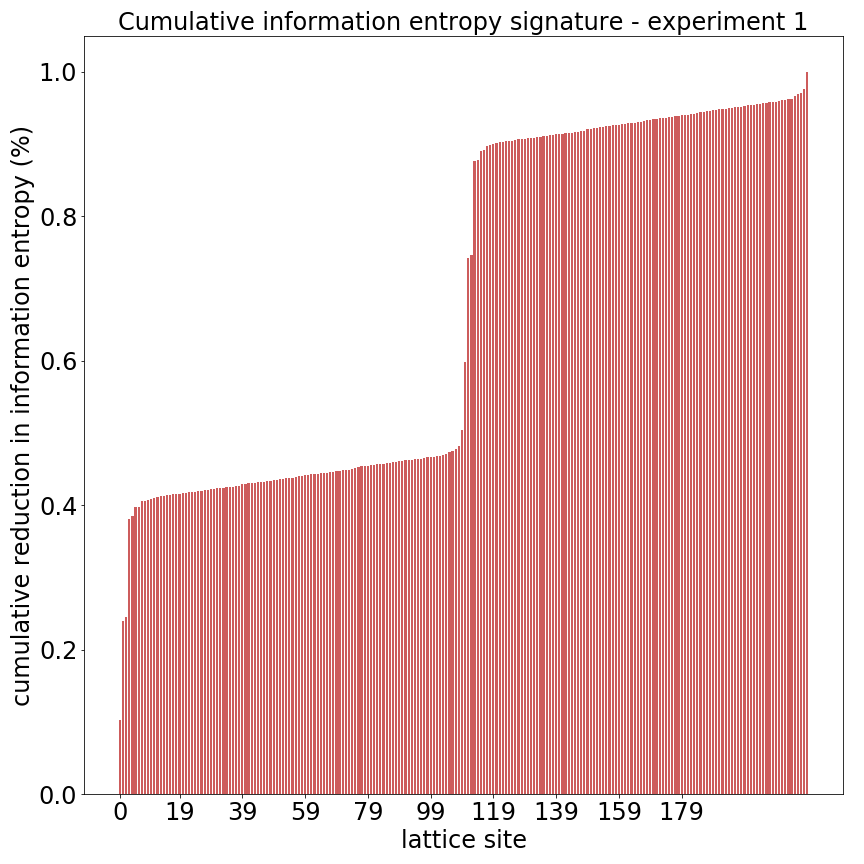 Cumulative information entropy signature - experiment 1
cumulative reduction in information entropy (%)
1.0
0.8
0.6
0.4
0.2
0.0
0 19 39 59 79 99 119 139 159 179
lattice site